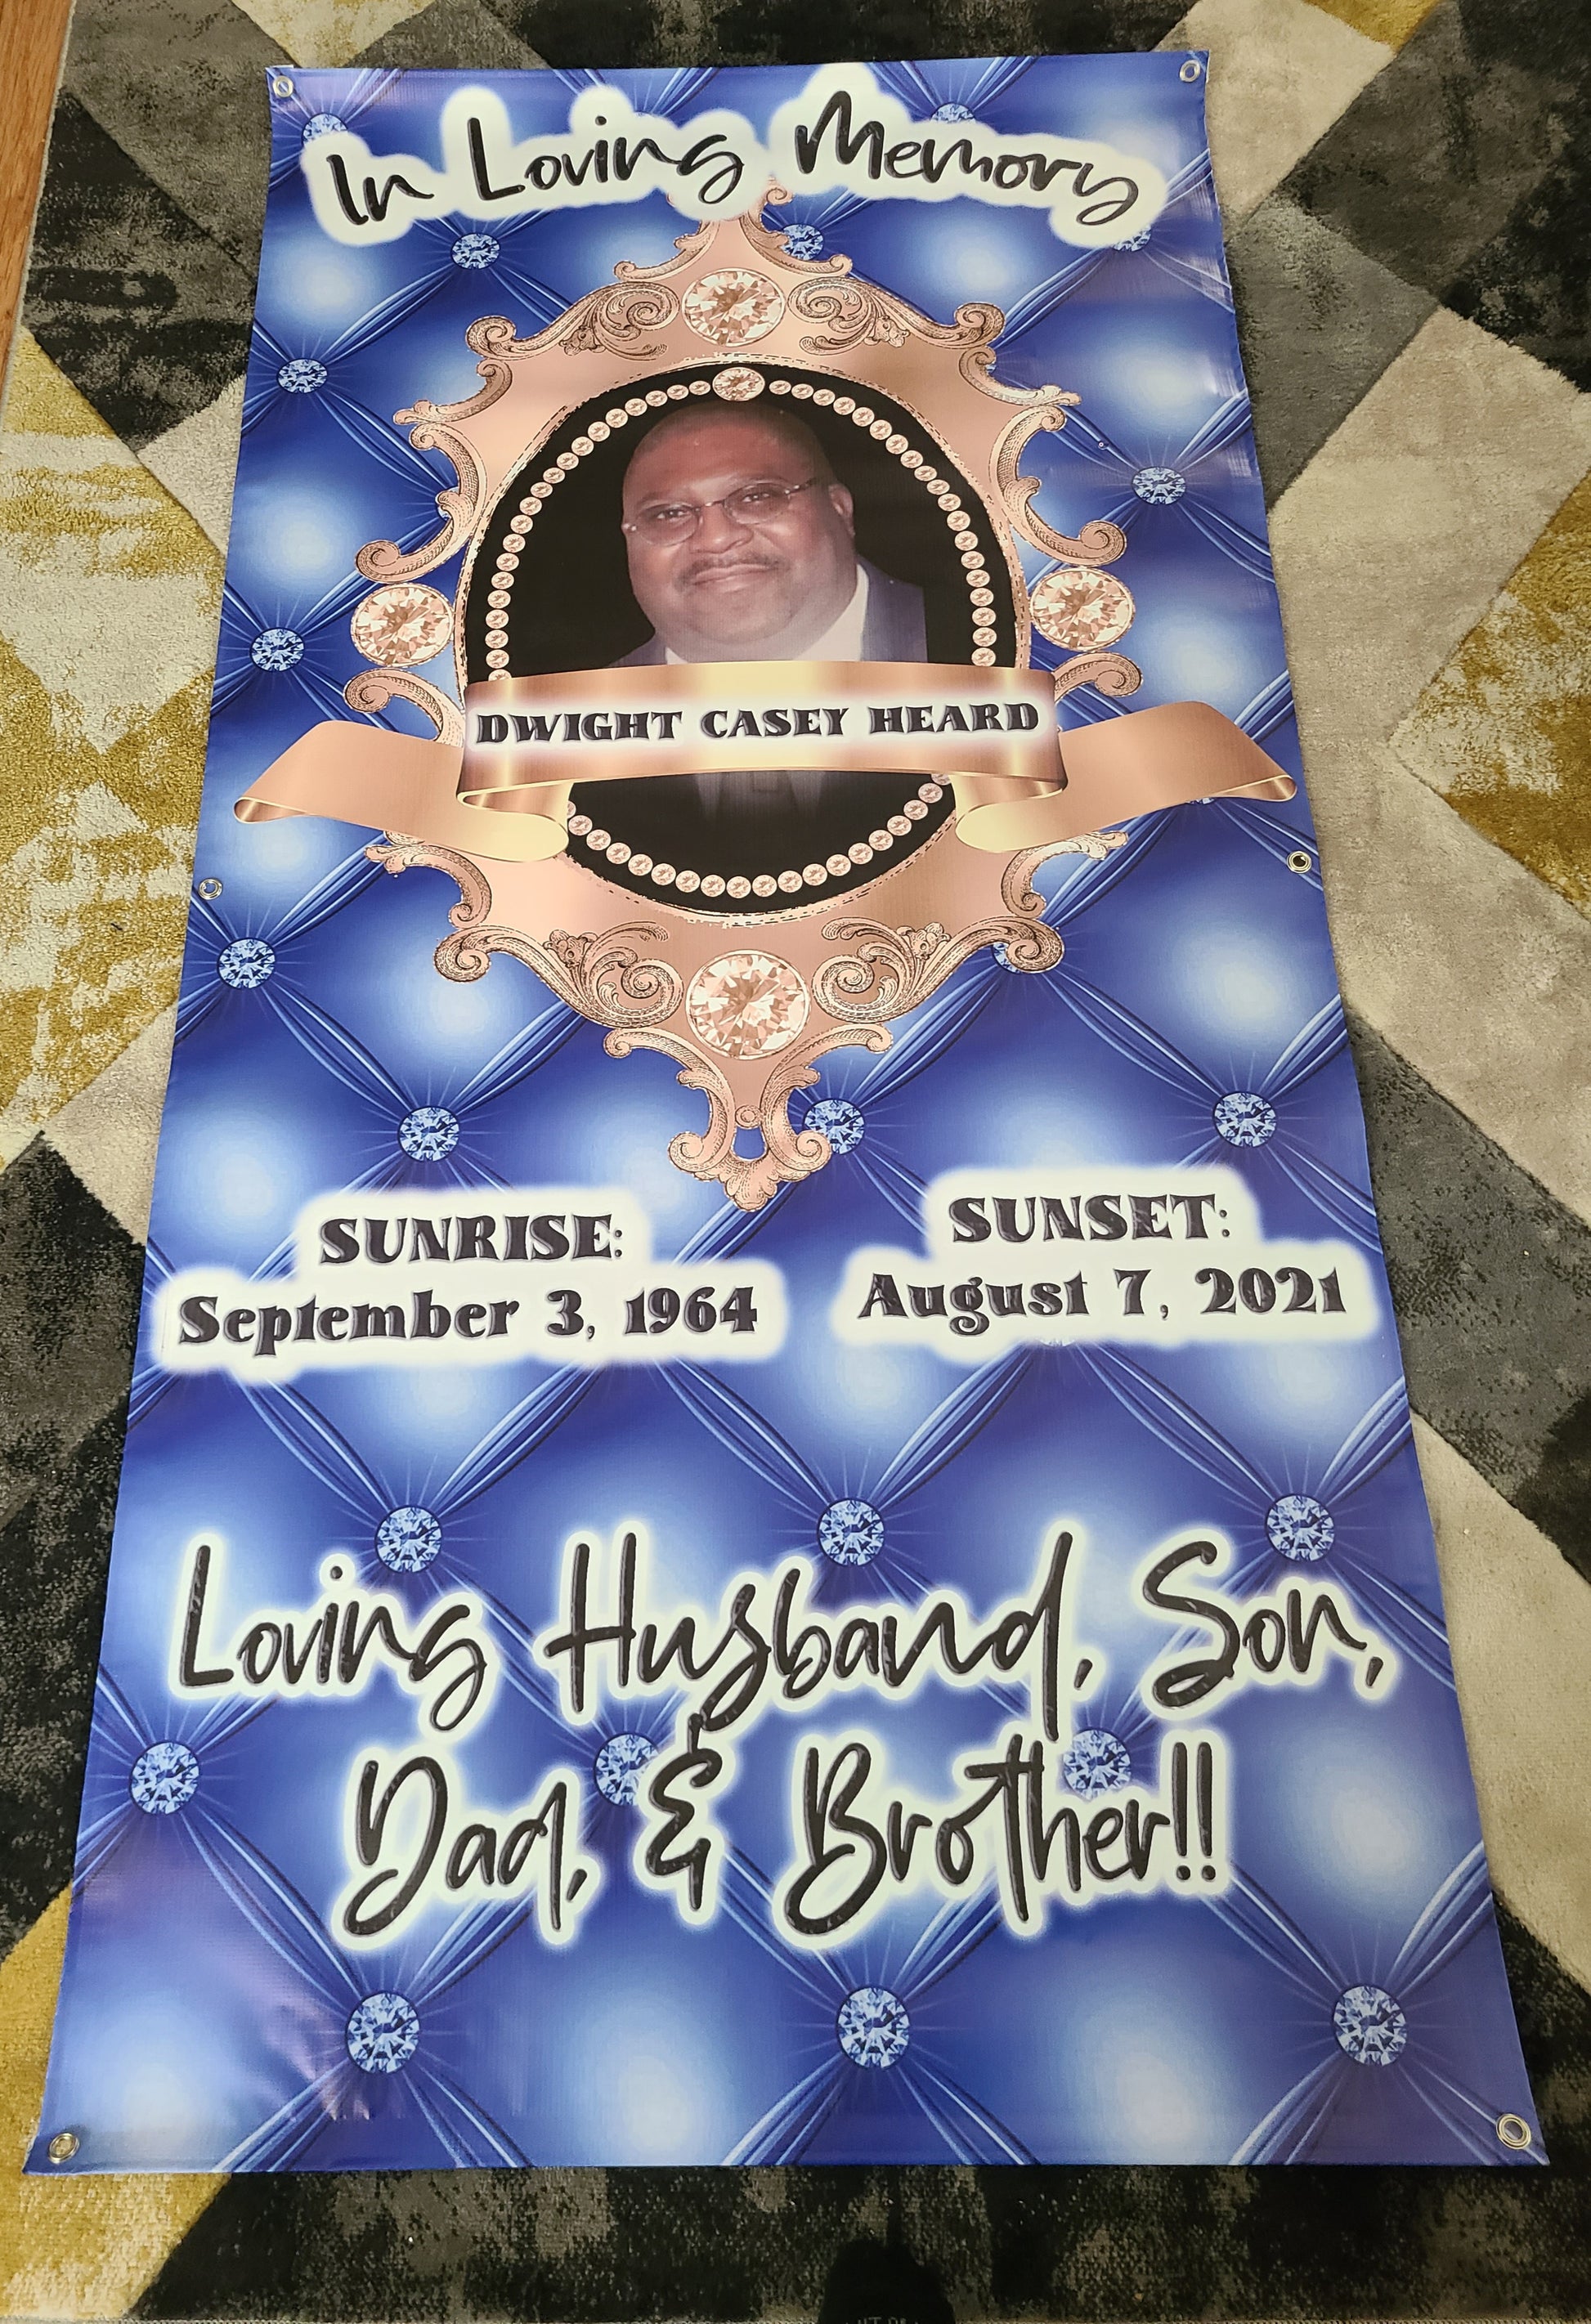 In Loving Memory
DWIGHT CASEY HEARD
SUNRISE:
September 3, 1964
SUNSET:
August 7, 2021
Loving Husband, Son,
Dad, & Brother!!